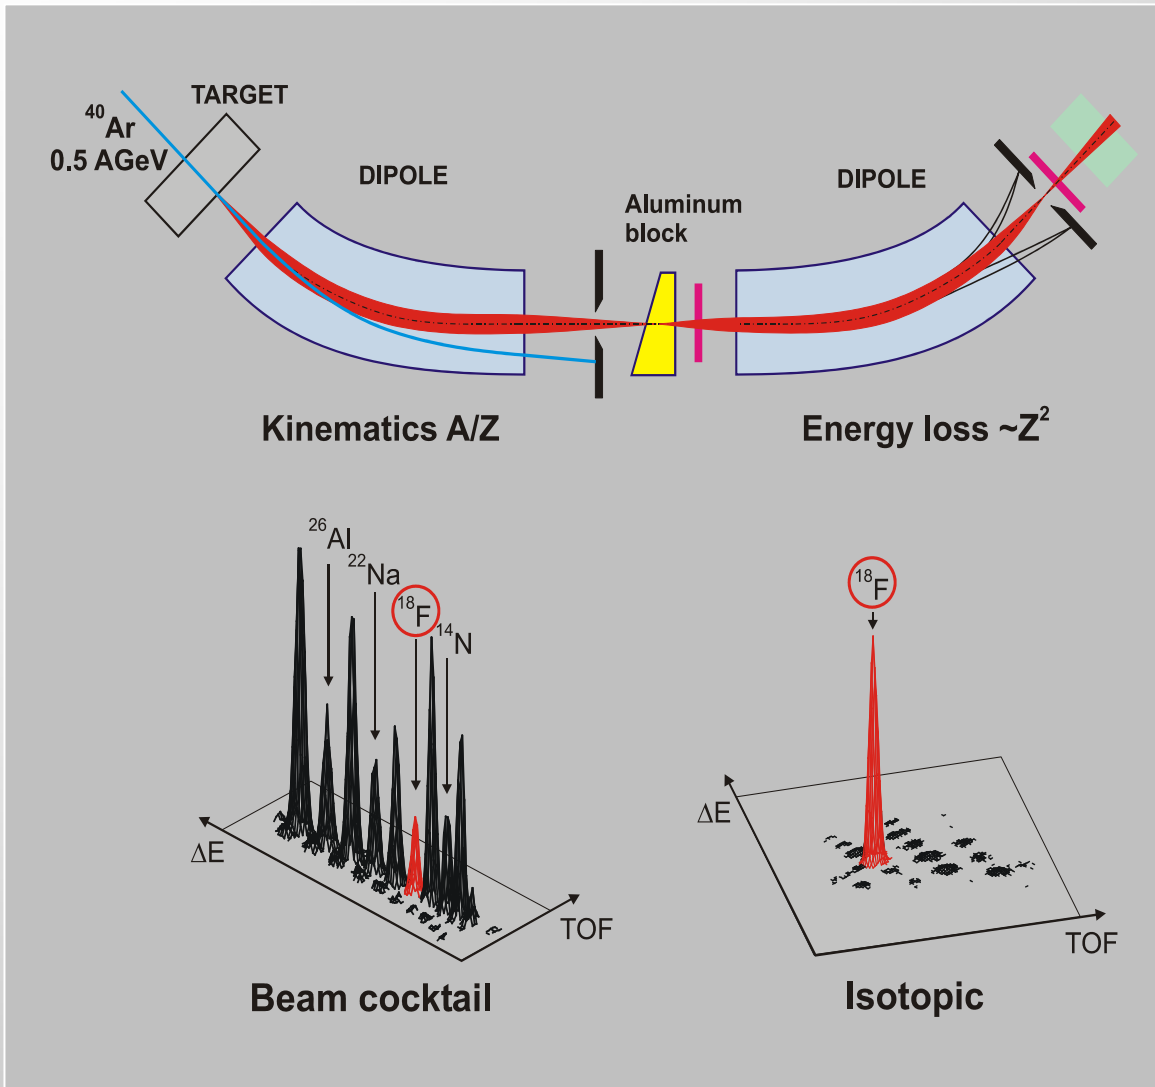 TARGET
⁴⁰Ar
0.5 AGeV
DIPOLE
DIPOLE
Aluminum
block
Kinematics A/Z
Energy loss ~Z²
²⁶Al
²²Na
¹⁸F
¹⁴N
ΔE
TOF
Beam cocktail
¹⁸F
ΔE
TOF
Isotopic